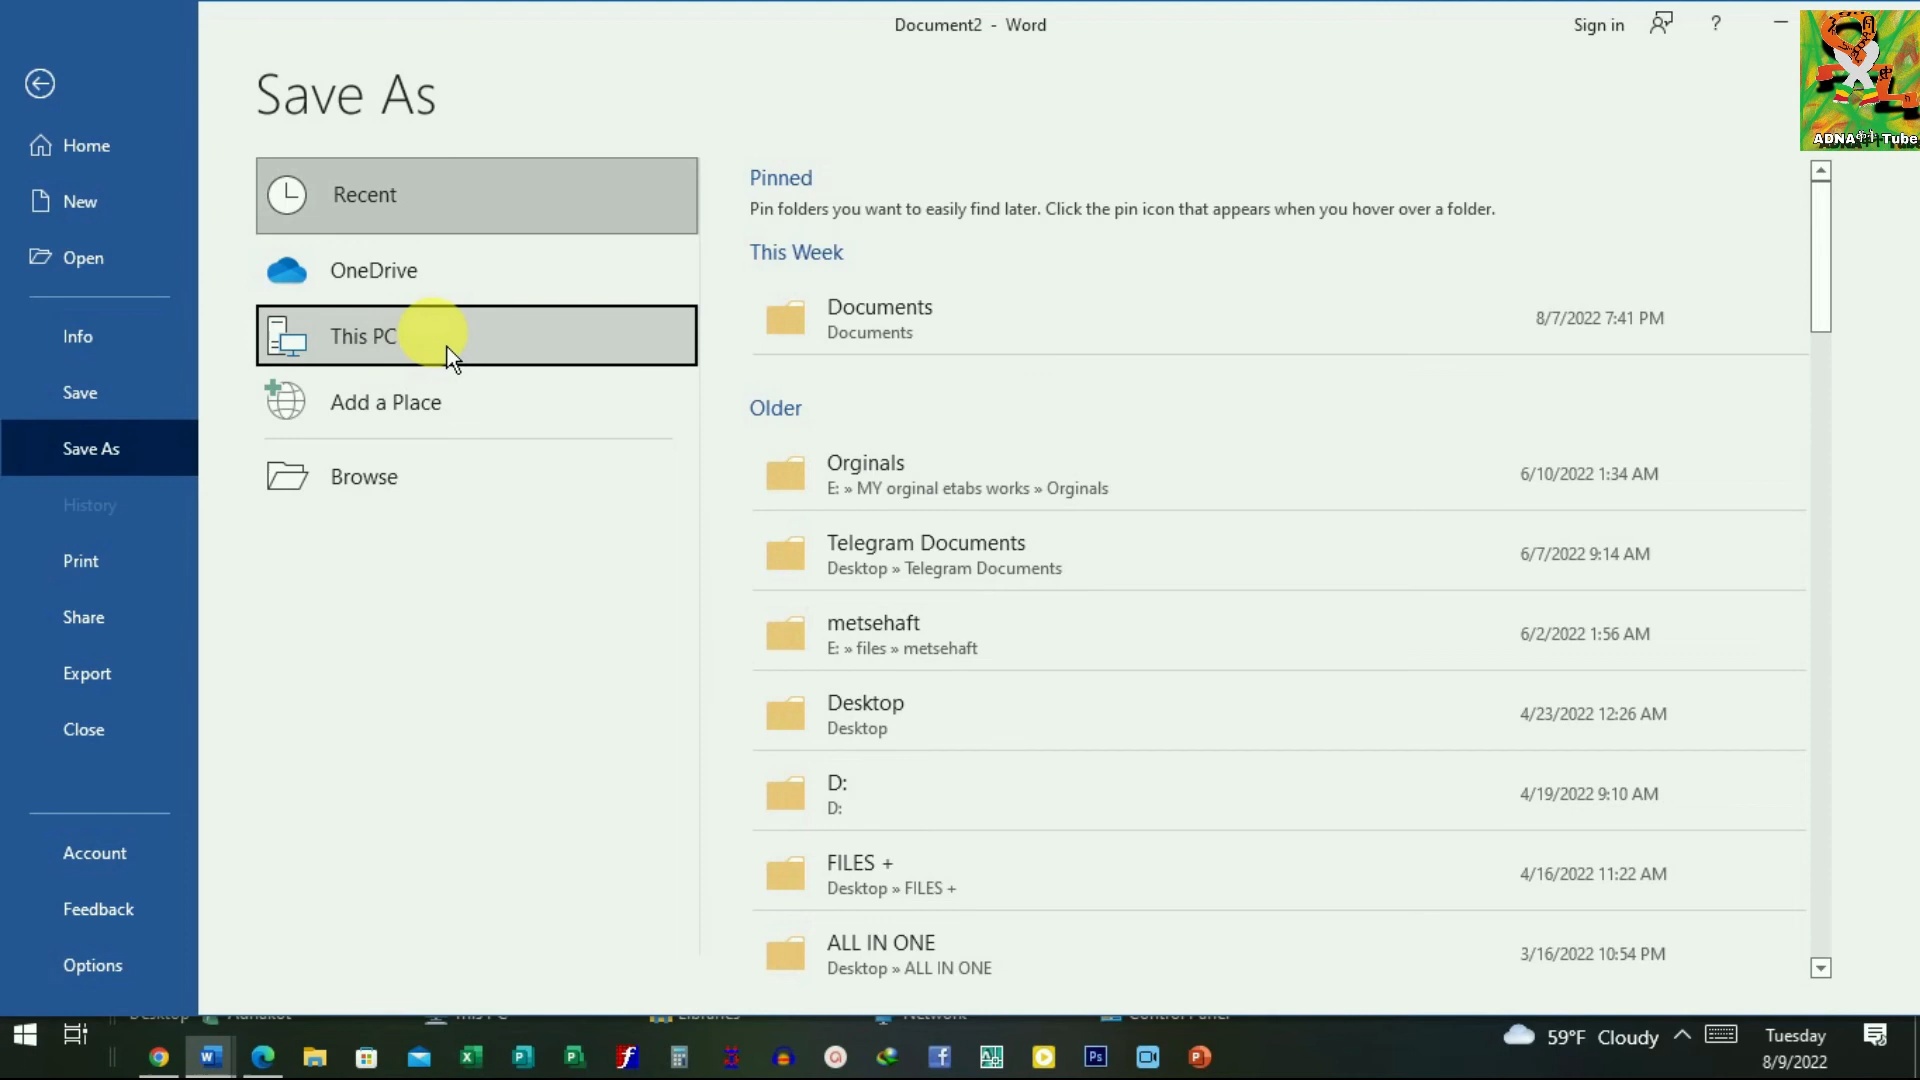 Document2 - Word
Sign in
?
ADNAቀት Tube
Save As
Home
New
Open
Info
Save
Save As
History
Print
Share
Export
Close
Account
Feedback
Options
Recent
OneDrive
This PC
Add a Place
Browse
Pinned
Pin folders you want to easily find later. Click the pin icon that appears when you hover over a folder.
This Week
Documents
Documents
8/7/2022 7:41 PM
Older
Orginals
E: » MY orginal etabs works » Orginals
6/10/2022 1:34 AM
Telegram Documents
Desktop » Telegram Documents
6/7/2022 9:14 AM
metsehaft
E: » files » metsehaft
6/2/2022 1:56 AM
Desktop
Desktop
4/23/2022 12:26 AM
D:
D:
4/19/2022 9:10 AM
FILES +
Desktop » FILES +
4/16/2022 11:22 AM
ALL IN ONE
Desktop » ALL IN ONE
3/16/2022 10:54 PM
59°F Cloudy
Tuesday
8/9/2022